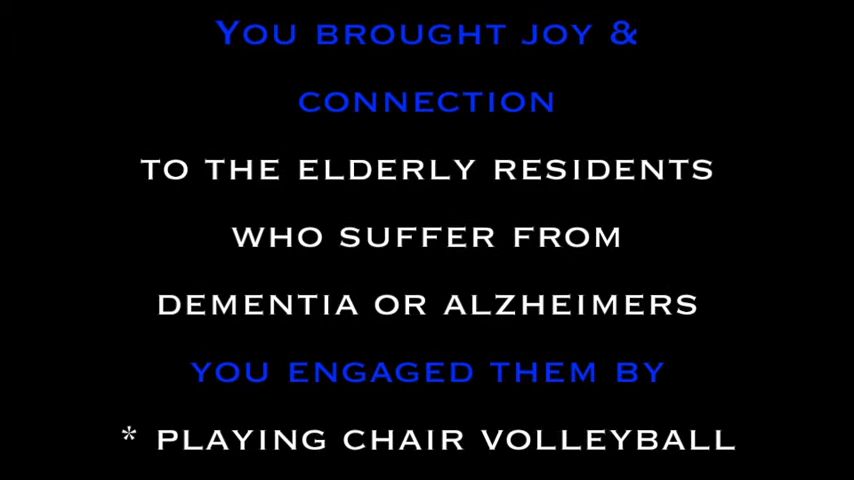 You brought joy &
connection
to the elderly residents
who suffer from
dementia or alzheimers
you engaged them by
* playing chair volleyball